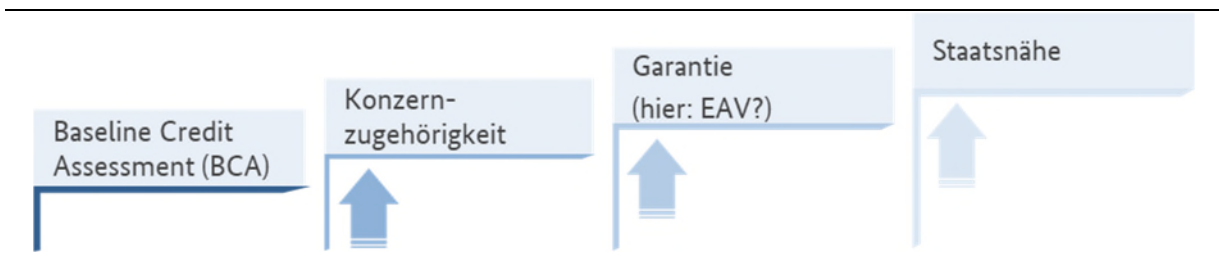 Baseline Credit
Assessment (BCA)
Konzern-
zugehörigkeit
Garantie
(hier: EAV?)
Staatsnähe